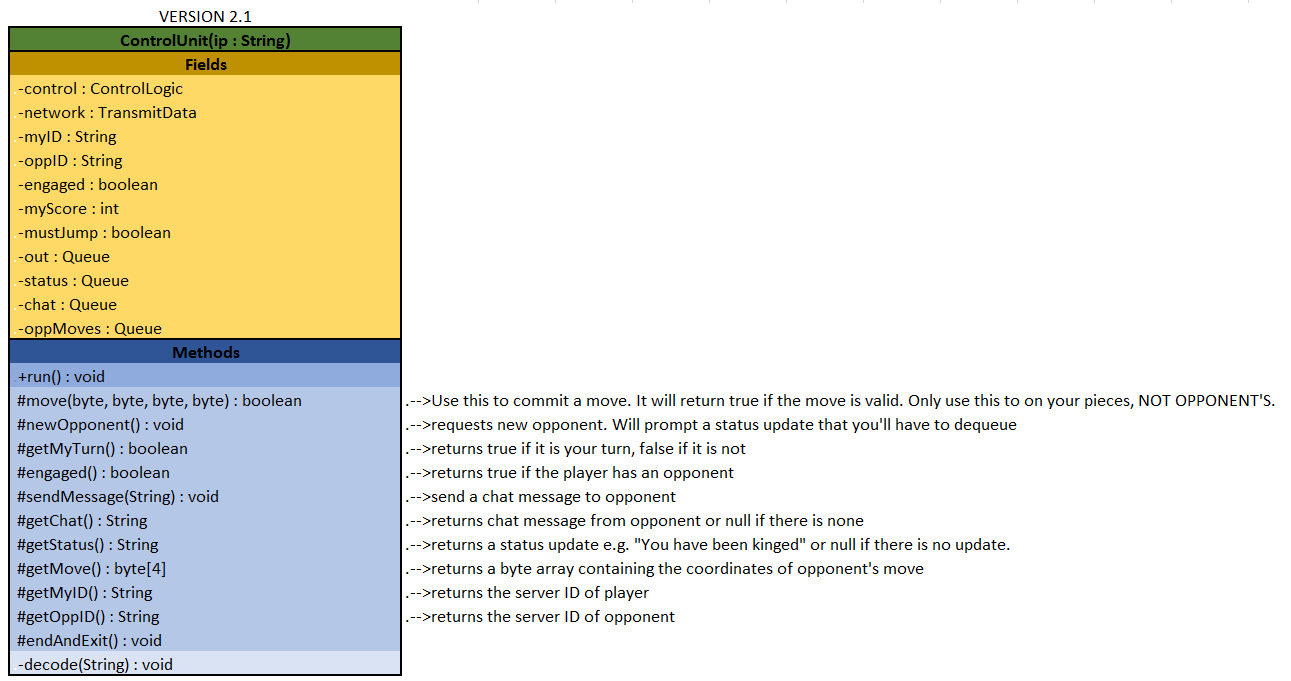 VERSION 2.1
ControlUnit(ip : String)
Fields
-control : ControlLogic
-network : TransmitData
-myID : String
-oppID : String
-engaged : boolean
-myScore : int
-mustJump : boolean
-out : Queue
-status : Queue
-chat : Queue
-oppMoves : Queue
Methods
+run() : void
#move(byte, byte, byte, byte) : boolean .-->Use this to commit a move. It will return true if the move is valid. Only use this to on your pieces, NOT OPPONENT'S.
#newOpponent() : void .-->requests new opponent. Will prompt a status update that you'll have to dequeue
#getMyTurn() : boolean .-->returns true if it is your turn, false if it is not
#engaged() : boolean .-->returns true if the player has an opponent
#sendMessage(String) : void .-->send a chat message to opponent
#getChat() : String .-->returns chat message from opponent or null if there is none
#getStatus() : String .-->returns a status update e.g. "You have been kinged" or null if there is no update.
#getMove() : byte[4] .-->returns a byte array containing the coordinates of opponent's move
#getMyID() : String .-->returns the server ID of player
#getOppID() : String .-->returns the server ID of opponent
#endAndExit() : void
-decode(String) : void